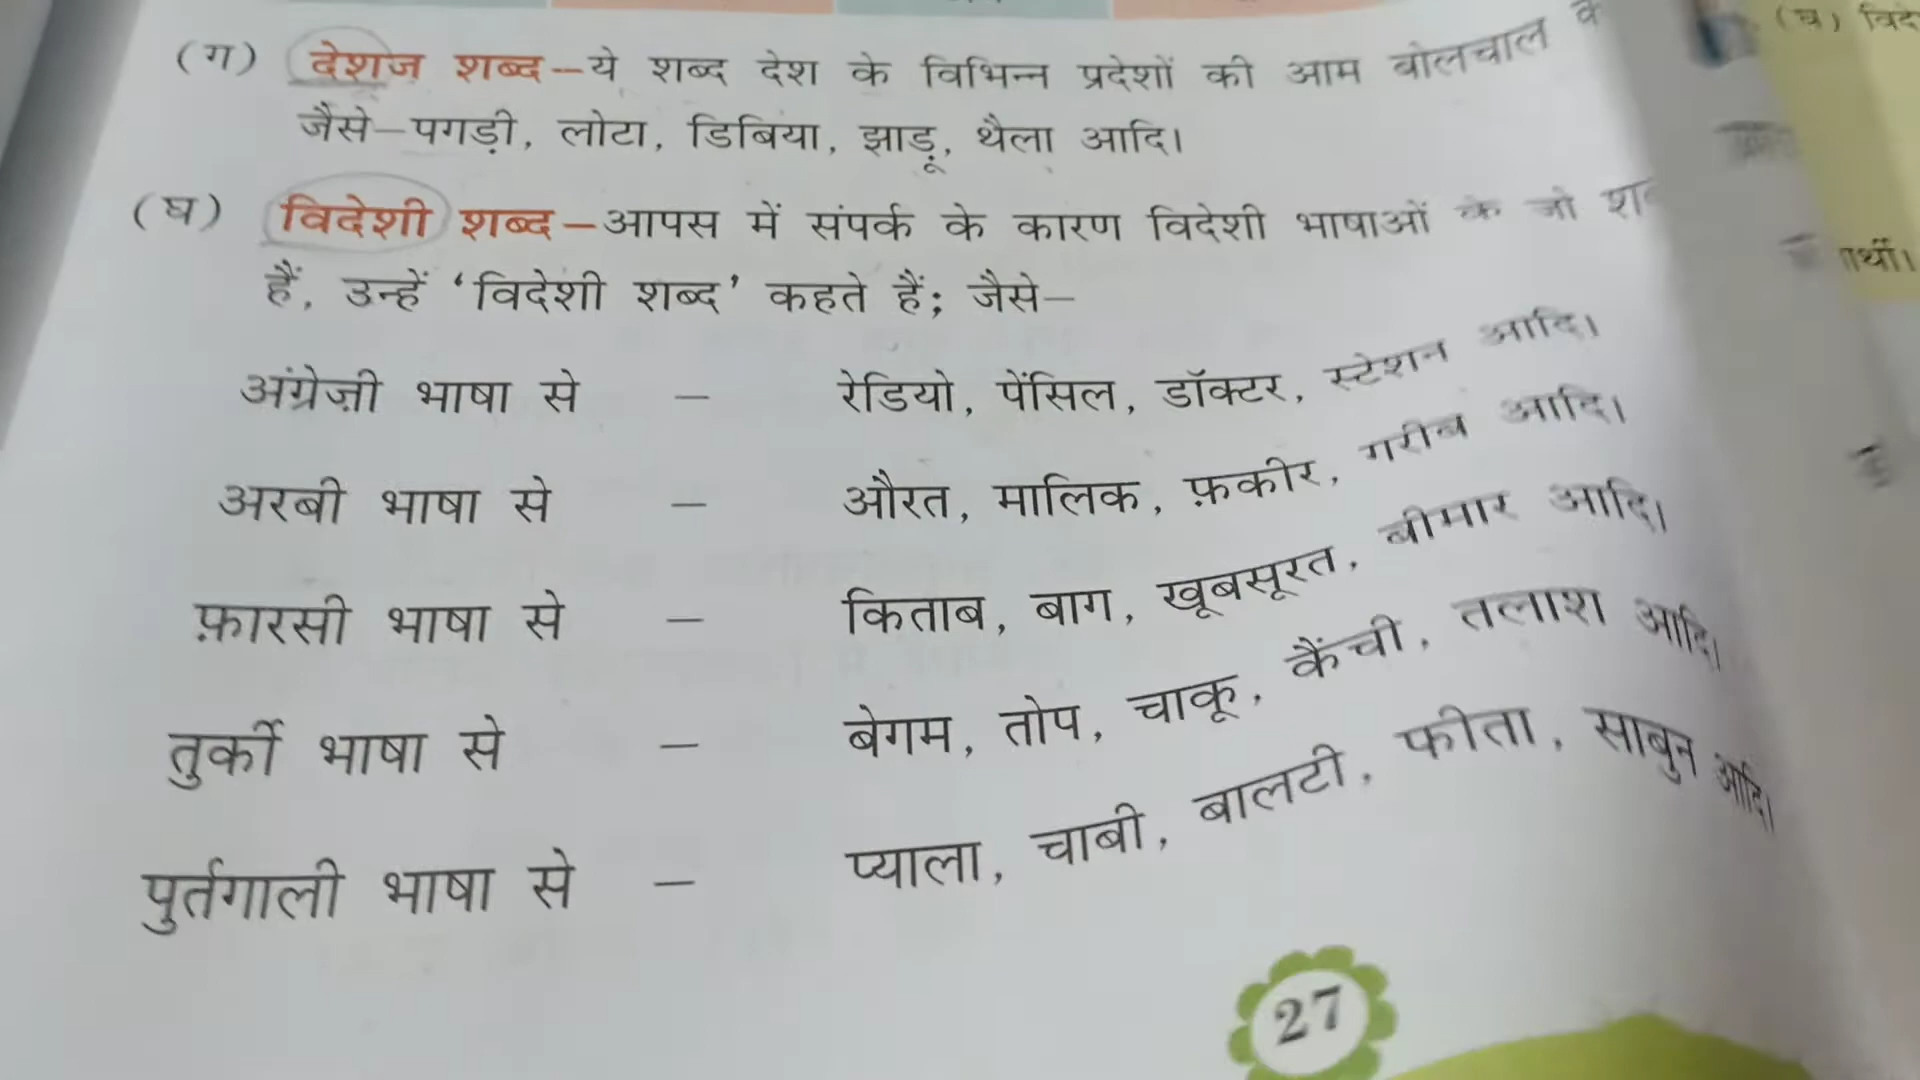 (ग) देशज शब्द–ये शब्द देश के विभिन्न प्रदेशों की आम बोलचाल
जैसे–पगड़ी, लोटा, डिबिया, झाड़ू, थैला आदि।
(घ) विदेशी शब्द–आपस में संपर्क के कारण विदेशी भाषाओं के जो
हैं, उन्हें ‘विदेशी शब्द’ कहते हैं; जैसे–
अंग्रेज़ी भाषा से – रेडियो, पेंसिल, डॉक्टर, स्टेशन आदि।
अरबी भाषा से – औरत, मालिक, फ़कीर, गरीब आदि।
फ़ारसी भाषा से – किताब, बाग, खूबसूरत, बीमार आदि।
तुर्की भाषा से – बेगम, तोप, चाकू, कैंची, तलाश आदि।
पुर्तगाली भाषा से – प्याला, चाबी, बालटी, फीता, साबुन आदि।
27